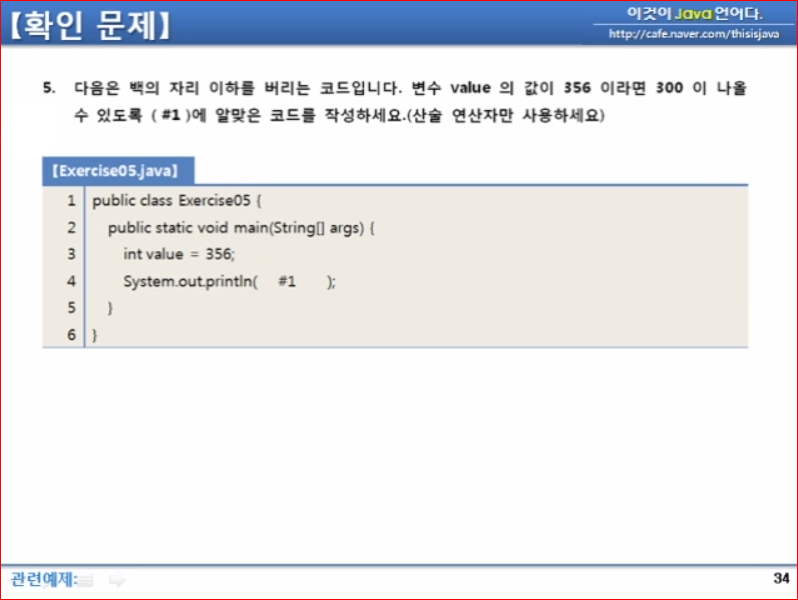 【확인 문제】
이것이 Java 언어다.
http://cafe.naver.com/thisisjava
5. 다음은 백의 자리 이하를 버리는 코드입니다. 변수 value 의 값이 356 이라면 300 이 나올
수 있도록 ( #1 )에 알맞은 코드를 작성하세요.(산술 연산자만 사용하세요)
【Exercise05.java】
1 public class Exercise05 {
2 public static void main(String[] args) {
3 int value = 356;
4 System.out.println( #1 );
5 }
6 }
관련예제:
34